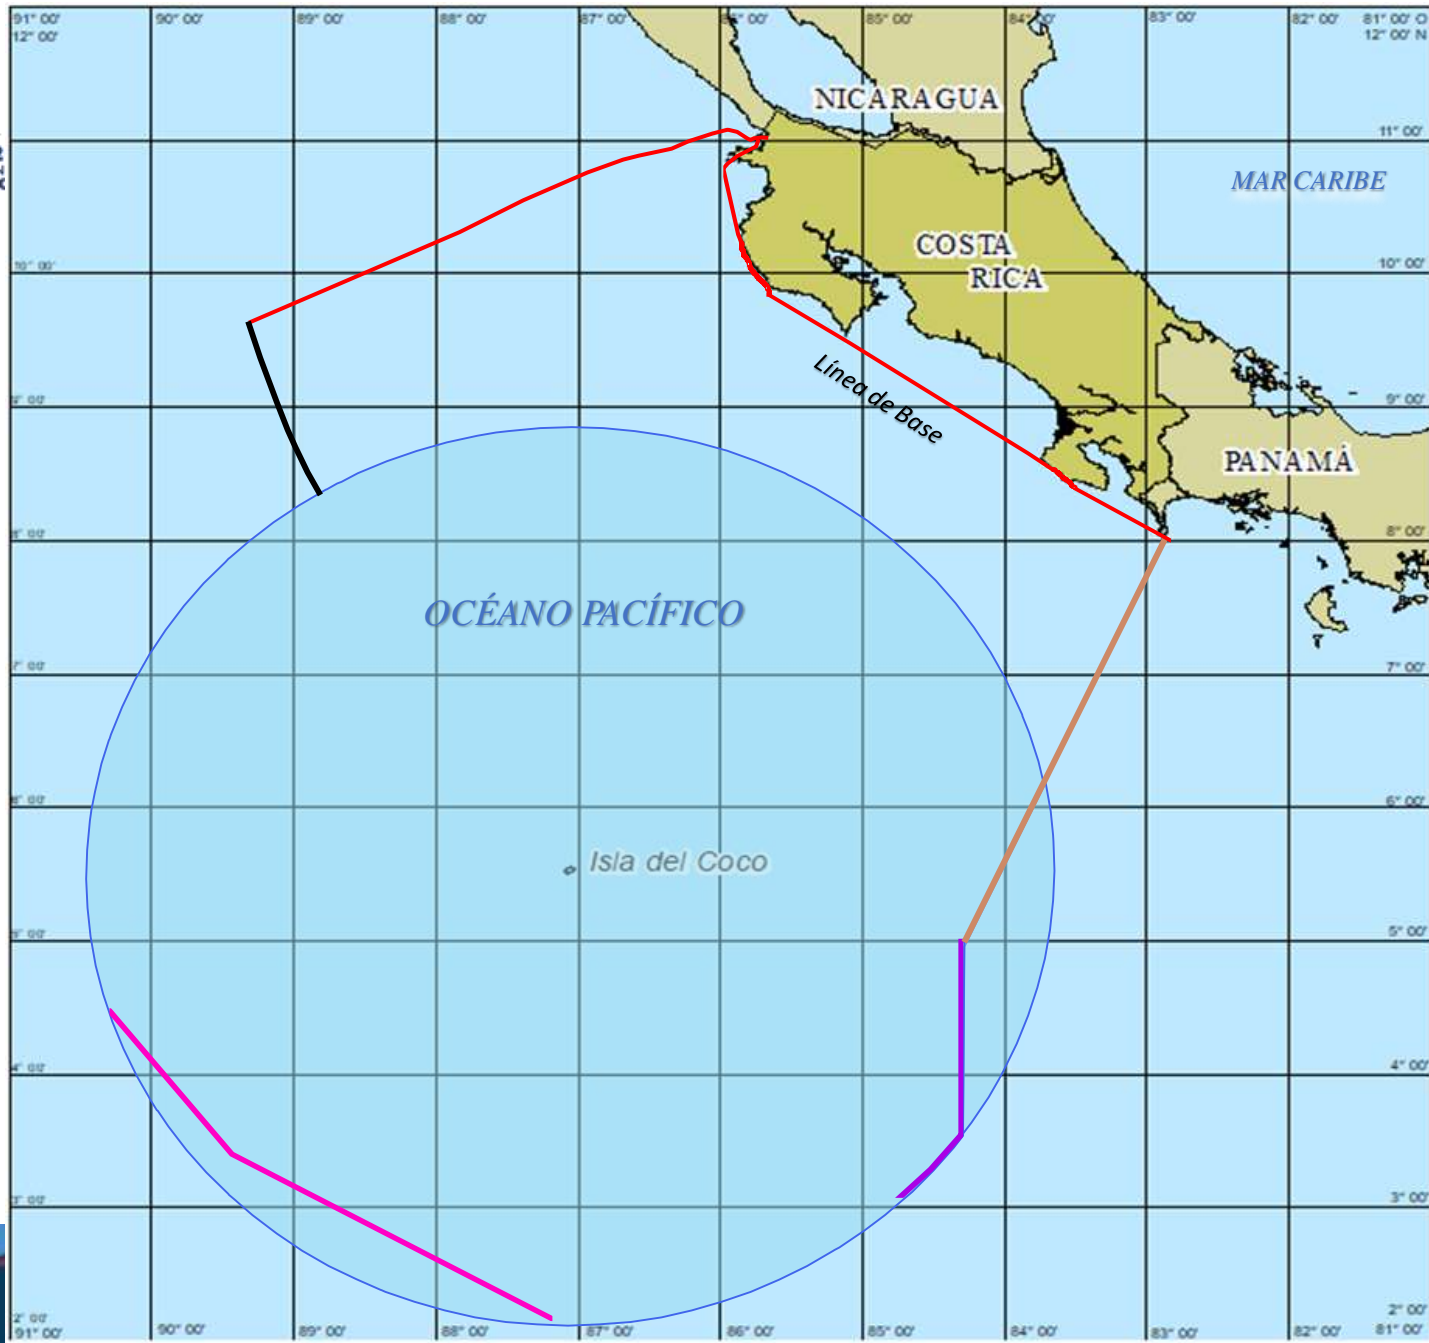 91° 00' 90° 00' 89° 00' 88° 00' 87° 00' 85° 00' 84° 00' 83° 00' 82° 00' 81° 00' O
12° 00' 12° 00' N
NICARAGUA
11° 00'
MAR CARIBE
COSTA
RICA
10° 00' 10° 00'
Línea de Base
9° 00'
PANAMÁ
8° 00'
OCÉANO PACÍFICO
7° 00'
6° 00'
Isla del Coco
5° 00'
4° 00'
3° 00'
2° 00' 2° 00'
91° 00' 90° 00' 89° 00' 88° 00' 87° 00' 86° 00' 85° 00' 84° 00' 83° 00' 82° 00' 81° 00'